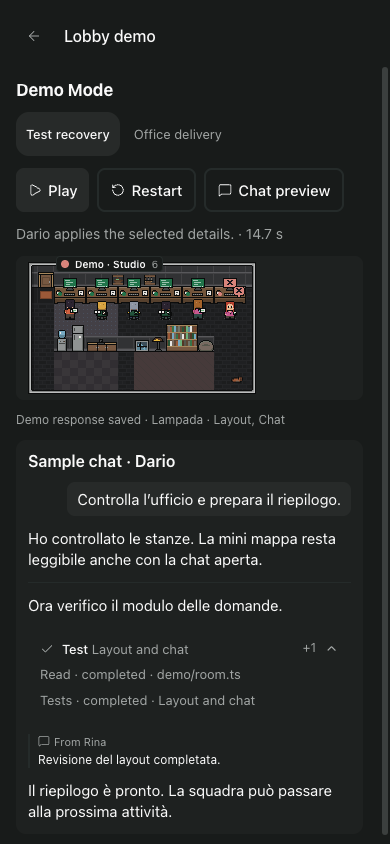 Lobby demo
Demo Mode
Test recovery
Office delivery
Play
Restart
Chat preview
Dario applies the selected details. · 14.7 s
Demo · Studio 6
Demo response saved · Lampada · Layout, Chat
Sample chat · Dario
Controlla l’ufficio e prepara il riepilogo.
Ho controllato le stanze. La mini mappa resta
leggibile anche con la chat aperta.
Ora verifico il modulo delle domande.
Test Layout and chat +1
Read · completed · demo/room.ts
Tests · completed · Layout and chat
From Rina
Revisione del layout completata.
Il riepilogo è pronto. La squadra può passare
alla prossima attività.